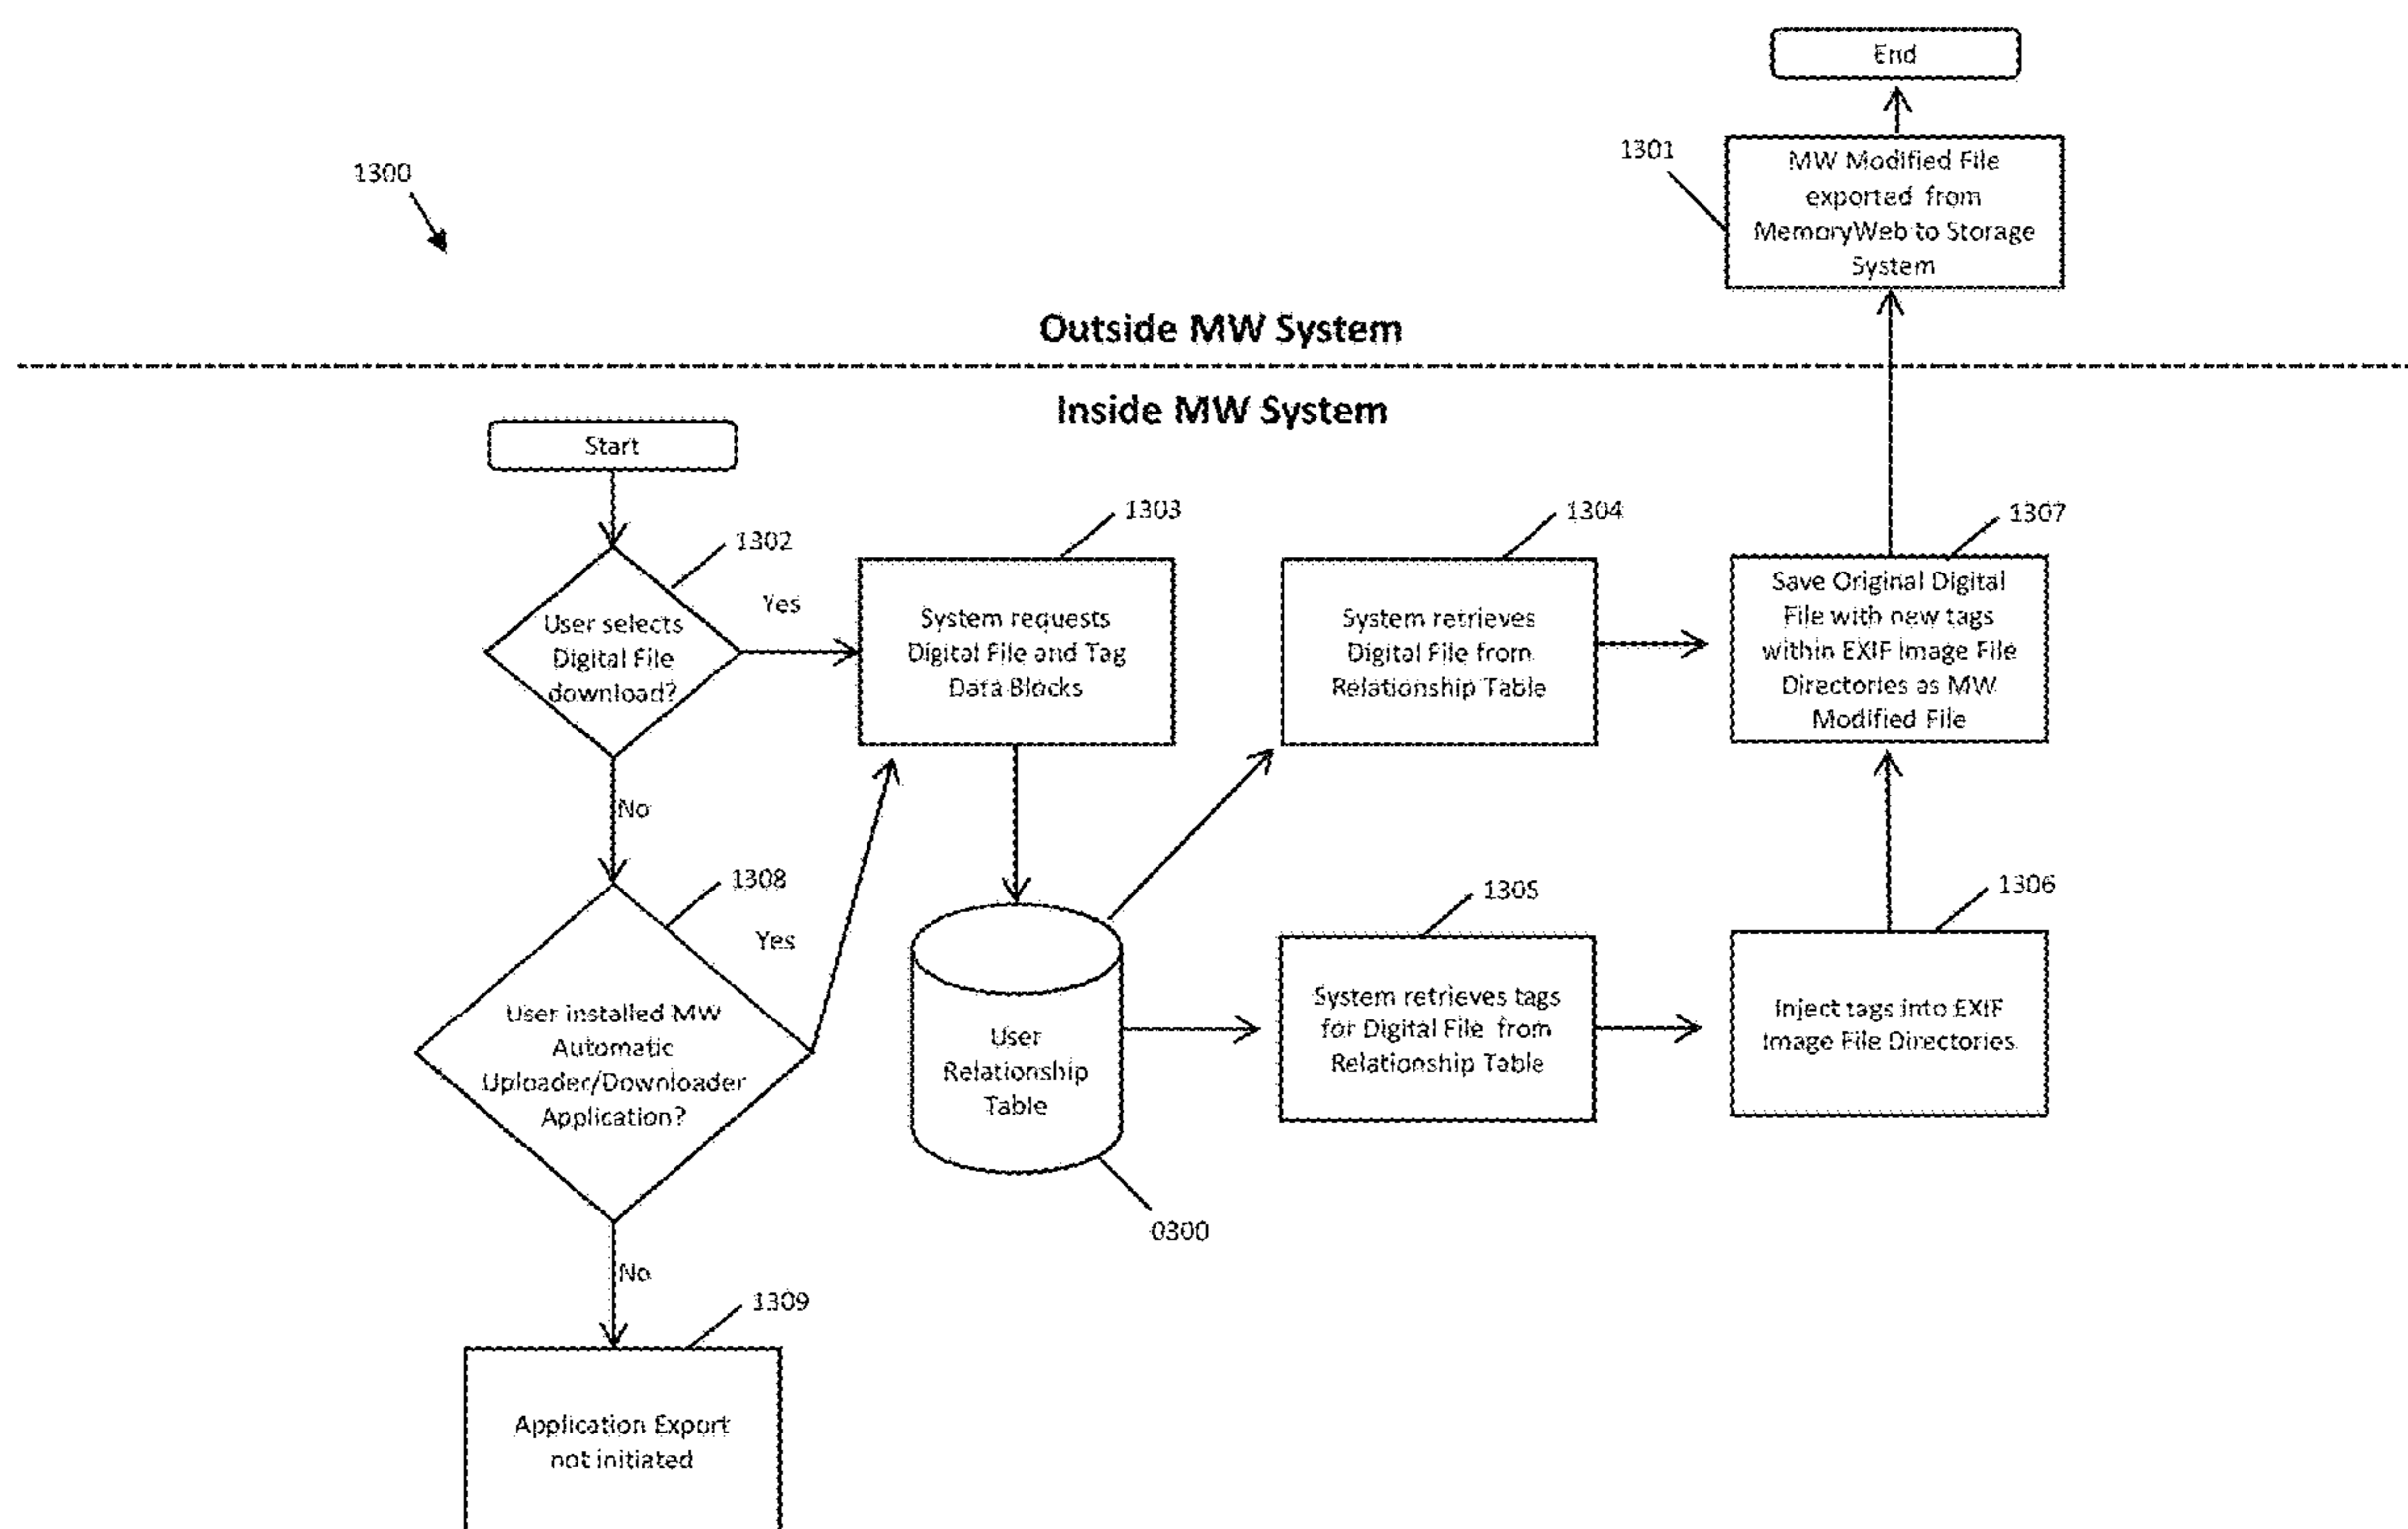 End
1301
MW Modified File
exported from
MemoryWeb to Storage
System
1300
Outside MW System
Inside MW System
Start
1302
User selects
Digital File
download?
Yes
No
1303
System requests
Digital File and Tag
Data Blocks
1304
System retrieves
Digital File from
Relationship Table
1307
Save Original Digital
File with new tags
within EXIF Image File
Directories as MW
Modified File
1308
User installed MW
Automatic
Uploader/Downloader
Application?
Yes
No
User
Relationship
Table
0300
1305
System retrieves tags
for Digital File from
Relationship Table
1306
Inject tags into EXIF
Image File Directories
1309
Application Export
not initiated